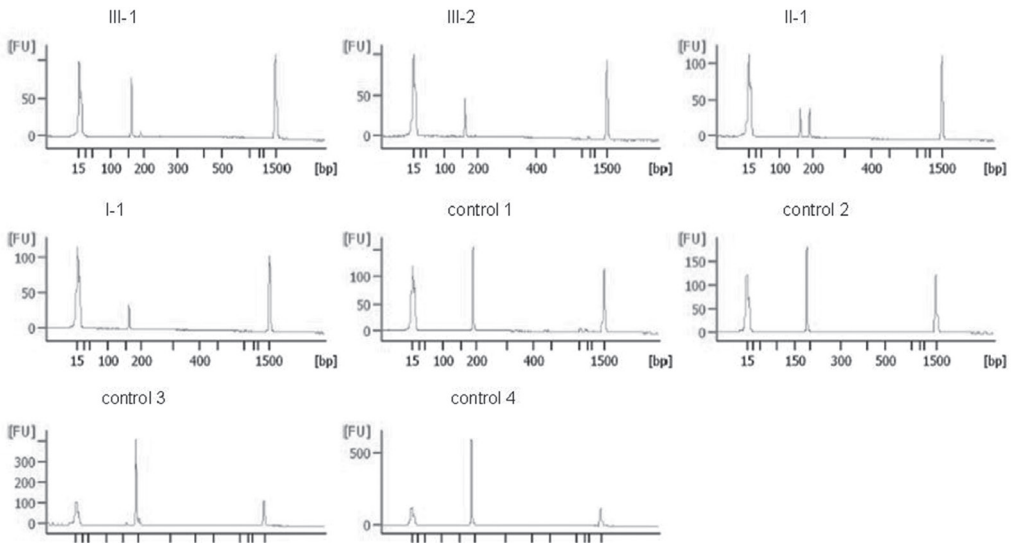 III-1 III-2 II-1
[FU] [FU] [FU]
100
50 50 50
0 0 0
15 100 200 300 500 1500 [bp] 15 100 200 400 1500 [bp] 15 100 200 400 1500 [bp]
I-1 control 1 control 2
[FU] [FU] [FU]
100 100 150
50 50 100
0 0 50
0
15 100 200 400 1500 [bp] 15 100 200 400 1500 [bp] 15 150 300 500 1500 [bp]
control 3 control 4
[FU] [FU]
300 500
200
100
0 0